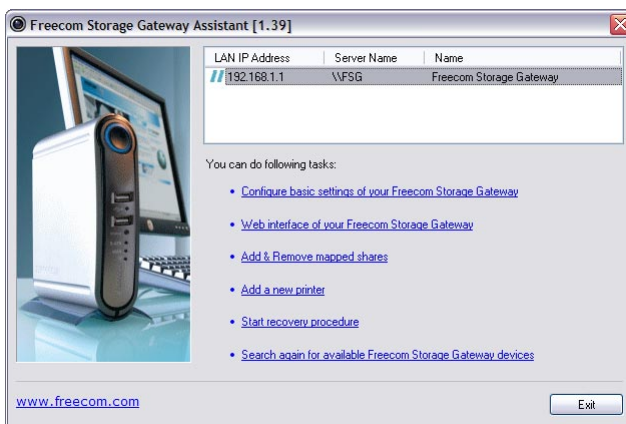 Freecom Storage Gateway Assistant [1.39]
LAN IP Address Server Name Name
192.168.1.1 \\FSG Freecom Storage Gateway
You can do following tasks:
• Configure basic settings of your Freecom Storage Gateway
• Web interface of your Freecom Storage Gateway
• Add & Remove mapped shares
• Add a new printer
• Start recovery procedure
• Search again for available Freecom Storage Gateway devices
www.freecom.com
Exit